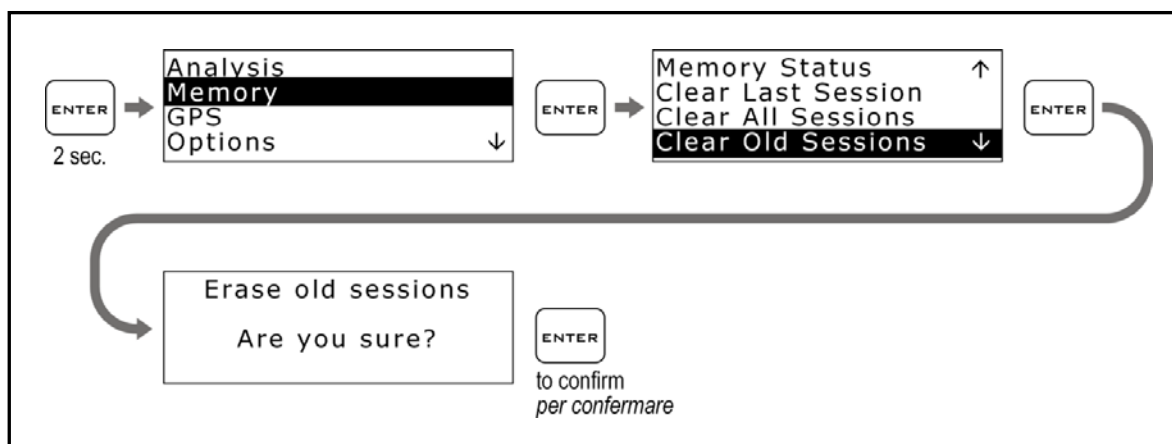 ENTER
2 sec.
Analysis
Memory
GPS
Options ↓
ENTER
Memory Status ↑
Clear Last Session
Clear All Sessions
Clear Old Sessions ↓
ENTER
Erase old sessions
Are you sure?
ENTER
to confirm
per confermare